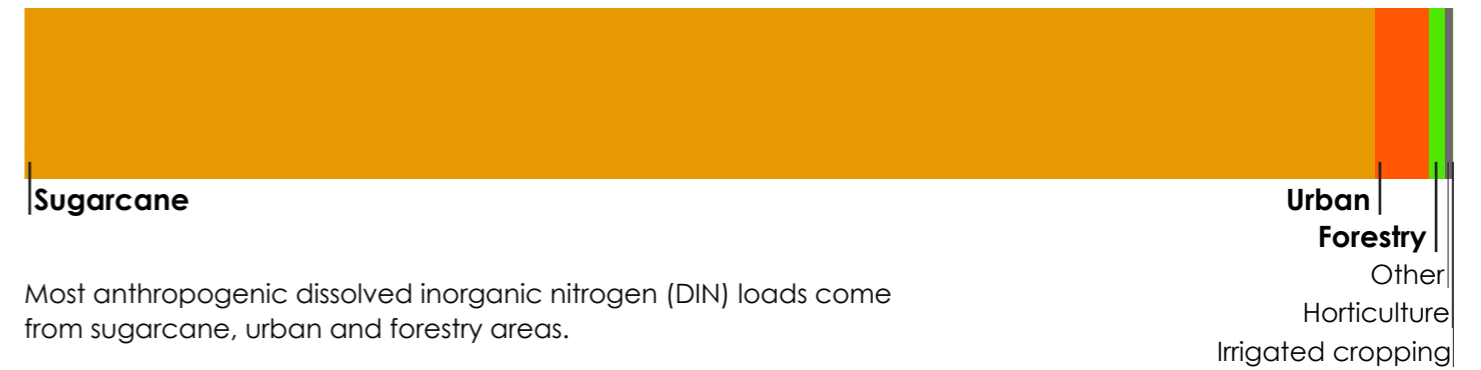 Sugarcane
Urban
Forestry
Other
Horticulture
Irrigated cropping
Most anthropogenic dissolved inorganic nitrogen (DIN) loads come
from sugarcane, urban and forestry areas.